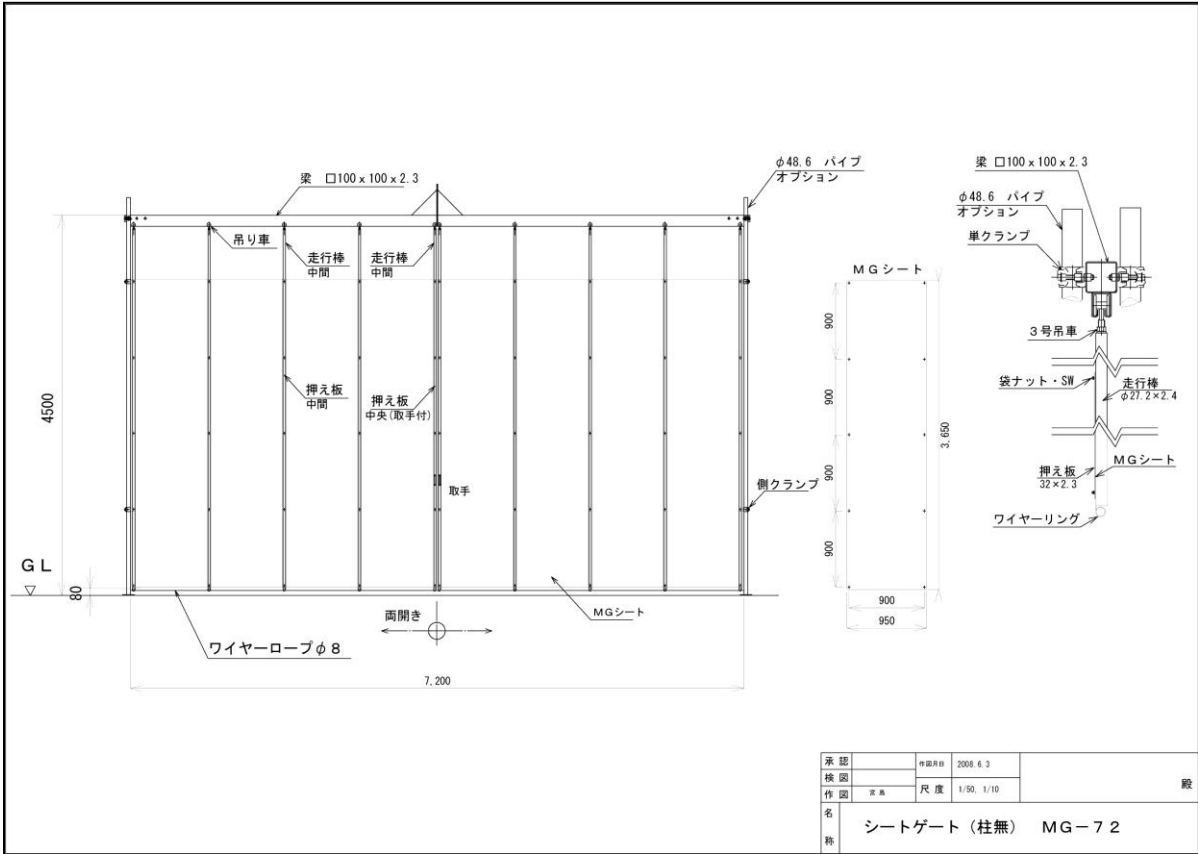 梁 □100x100x2.3
φ48.6 パイプ
オプション
吊り車
走行棒
中間
走行棒
中間
押え板
中間
押え板
中央(取手付)
取手
側クランプ
4500
GL
80
両開き
MGシート
ワイヤーロープφ8
7,200
MGシート
900
900
900
900
3,650
900
950
梁 □100x100x2.3
φ48.6 パイプ
オプション
単クランプ
3号吊車
袋ナット・SW
走行棒
φ27.2×2.4
押え板
32×2.3
MGシート
ワイヤーリング
承認
検図
作図 宮島
作図月日 2008.6.3
尺度 1/50, 1/10
殿
名称
シートゲート(柱無) MG-72